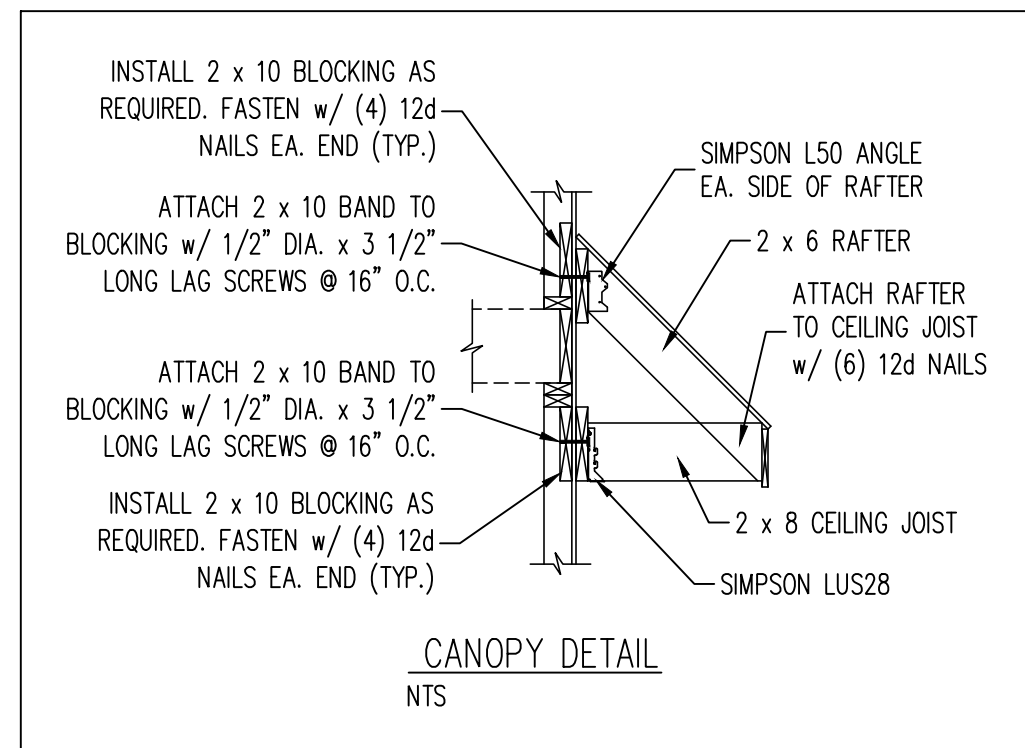 INSTALL 2 x 10 BLOCKING AS
REQUIRED. FASTEN w/ (4) 12d
NAILS EA. END (TYP.)
ATTACH 2 x 10 BAND TO
BLOCKING w/ 1/2” DIA. x 3 1/2”
LONG LAG SCREWS @ 16” O.C.
ATTACH 2 x 10 BAND TO
BLOCKING w/ 1/2” DIA. x 3 1/2”
LONG LAG SCREWS @ 16” O.C.
INSTALL 2 x 10 BLOCKING AS
REQUIRED. FASTEN w/ (4) 12d
NAILS EA. END (TYP.)
SIMPSON L50 ANGLE
EA. SIDE OF RAFTER
2 x 6 RAFTER
ATTACH RAFTER
TO CEILING JOIST
w/ (6) 12d NAILS
2 x 8 CEILING JOIST
SIMPSON LUS28
CANOPY DETAIL
NTS